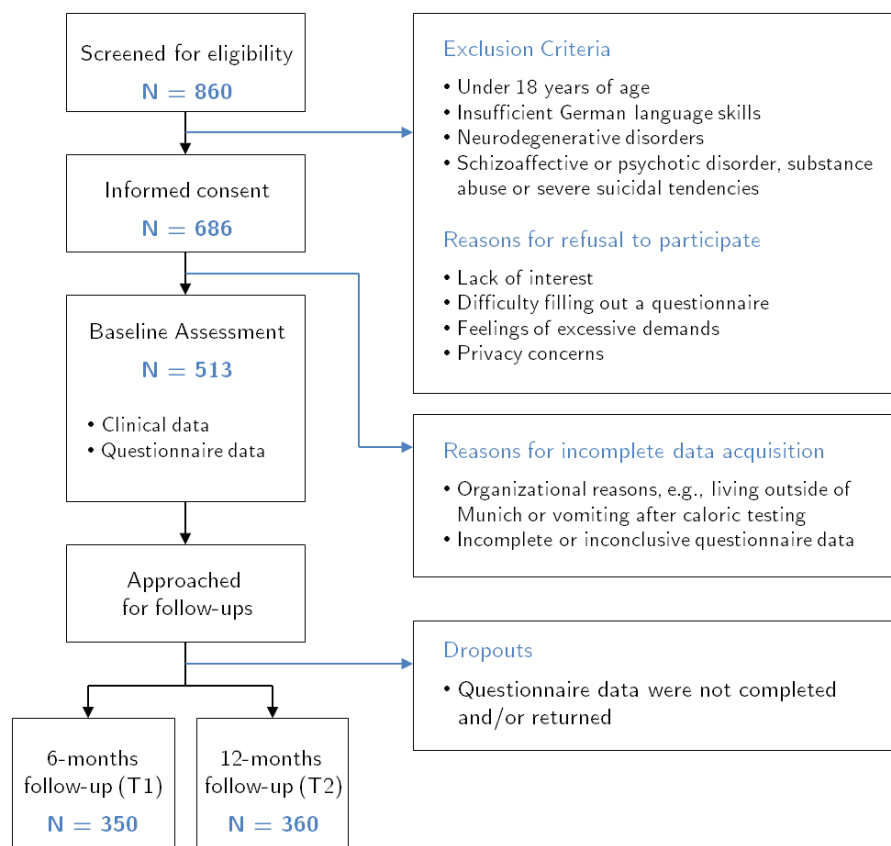 Screened for eligibility
N = 860
Informed consent
N = 686
Baseline Assessment
N = 513
• Clinical data
• Questionnaire data
Approached
for follow-ups
6-months
follow-up (T1)
N = 350
12-months
follow-up (T2)
N = 360
Exclusion Criteria
• Under 18 years of age
• Insufficient German language skills
• Neurodegenerative disorders
• Schizoaffective or psychotic disorder, substance
abuse or severe suicidal tendencies
Reasons for refusal to participate
• Lack of interest
• Difficulty filling out a questionnaire
• Feelings of excessive demands
• Privacy concerns
Reasons for incomplete data acquisition
• Organizational reasons, e.g., living outside of
Munich or vomiting after caloric testing
• Incomplete or inconclusive questionnaire data
Dropouts
• Questionnaire data were not completed
and/or returned